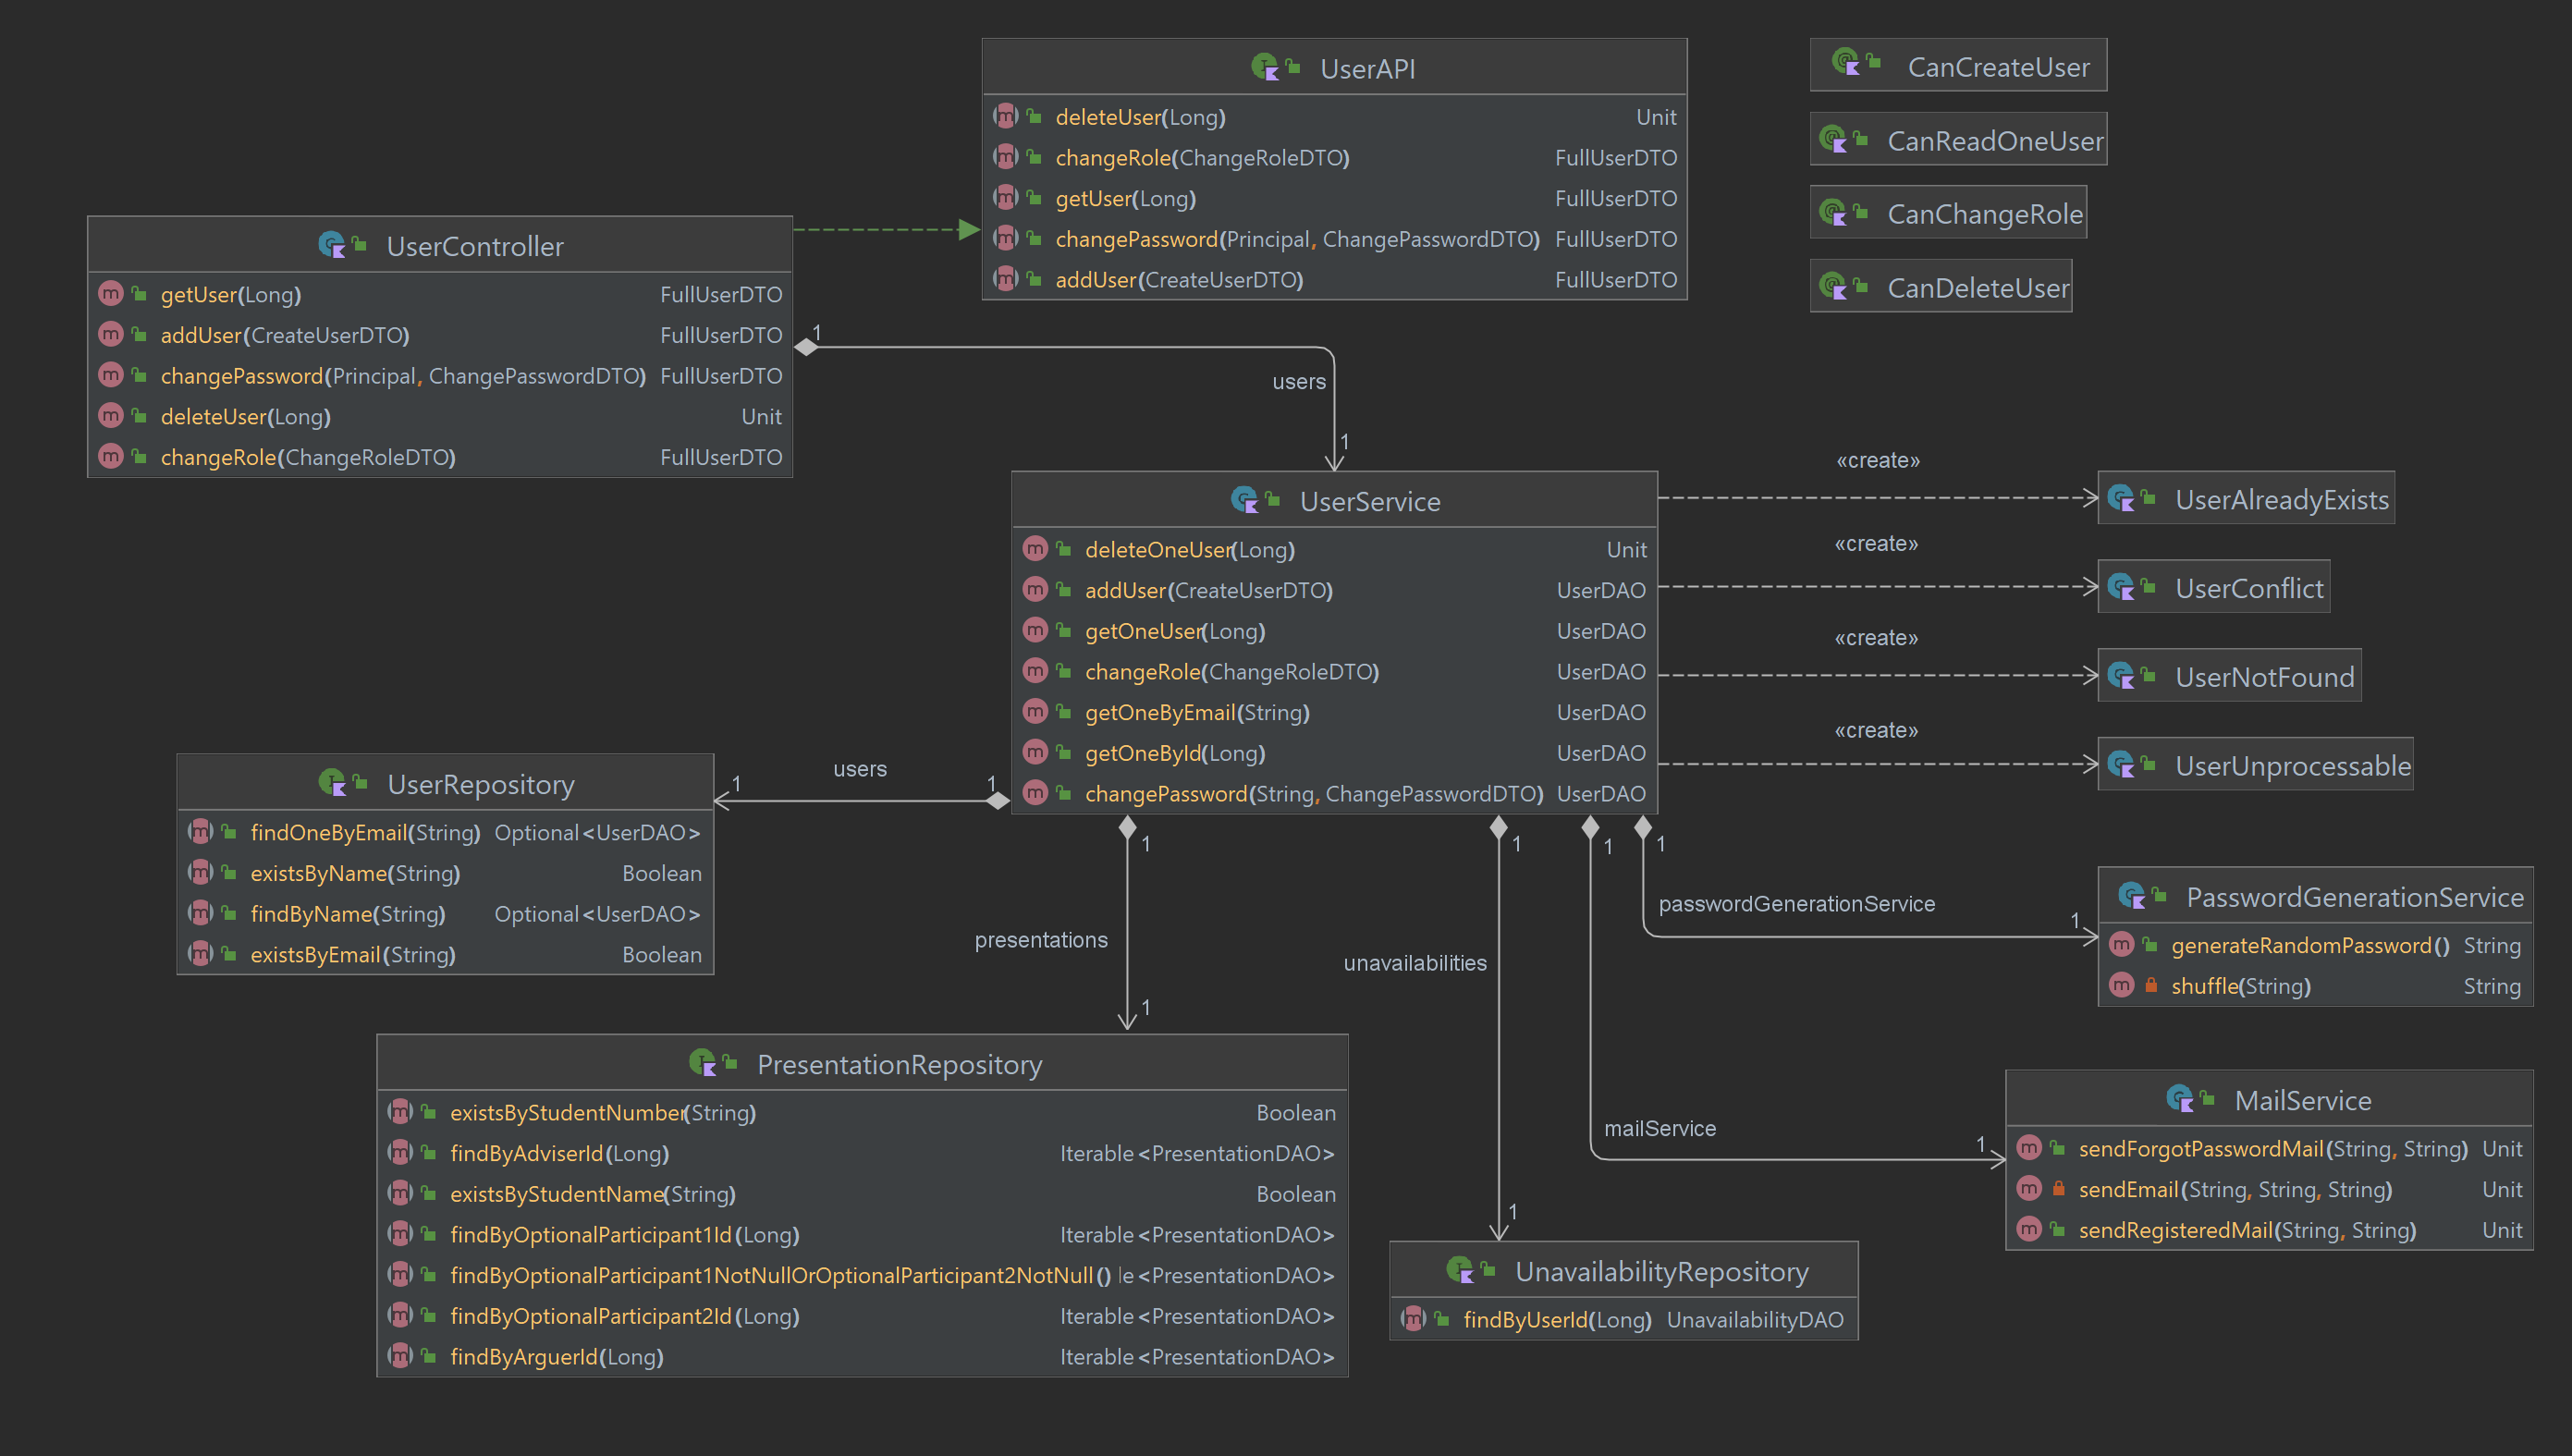 UserAPI
deleteUser(Long) Unit
changeRole(ChangeRoleDTO) FullUserDTO
getUser(Long) FullUserDTO
changePassword(Principal, ChangePasswordDTO) FullUserDTO
addUser(CreateUserDTO) FullUserDTO
CanCreateUser
CanReadOneUser
CanChangeRole
CanDeleteUser
UserController
getUser(Long) FullUserDTO
addUser(CreateUserDTO) FullUserDTO
changePassword(Principal, ChangePasswordDTO) FullUserDTO
deleteUser(Long) Unit
changeRole(ChangeRoleDTO) FullUserDTO
1
users
1
UserService
deleteOneUser(Long) Unit
addUser(CreateUserDTO) UserDAO
getOneUser(Long) UserDAO
changeRole(ChangeRoleDTO) UserDAO
getOneByEmail(String) UserDAO
getOneById(Long) UserDAO
changePassword(String, ChangePasswordDTO) UserDAO
«create»
UserAlreadyExists
«create»
UserConflict
«create»
UserNotFound
«create»
UserUnprocessable
1 users 1
UserRepository
findOneByEmail(String) Optional<UserDAO>
existsByName(String) Boolean
findByName(String) Optional<UserDAO>
existsByEmail(String) Boolean
1
presentations
1
1
unavailabilities
1
1
mailService
1
1
passwordGenerationService
1
PasswordGenerationService
generateRandomPassword() String
shuffle(String) String
PresentationRepository
existsByStudentNumber(String) Boolean
findByAdviserId(Long) Iterable<PresentationDAO>
existsByStudentName(String) Boolean
findByOptionalParticipant1Id(Long) Iterable<PresentationDAO>
findByOptionalParticipant1NotNullOrOptionalParticipant2NotNull() le<PresentationDAO>
findByOptionalParticipant2Id(Long) Iterable<PresentationDAO>
findByArguerId(Long) Iterable<PresentationDAO>
MailService
sendForgotPasswordMail(String, String) Unit
sendEmail(String, String, String) Unit
sendRegisteredMail(String, String) Unit
UnavailabilityRepository
findByUserId(Long) UnavailabilityDAO